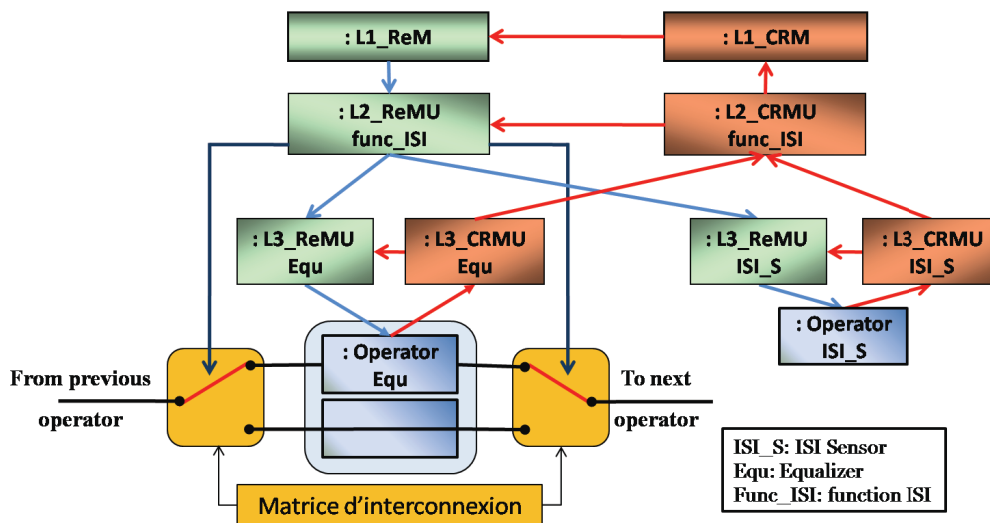 : L1_ReM
: L1_CRM
: L2_ReMU
func_ISI
: L2_CRMU
func_ISI
: L3_ReMU
Equ
: L3_CRMU
Equ
: L3_ReMU
ISI_S
: L3_CRMU
ISI_S
: Operator
ISI_S
: Operator
Equ
From previous
operator
To next
operator
Matrice d'interconnexion
ISI_S: ISI Sensor
Equ: Equalizer
Func_ISI: function ISI